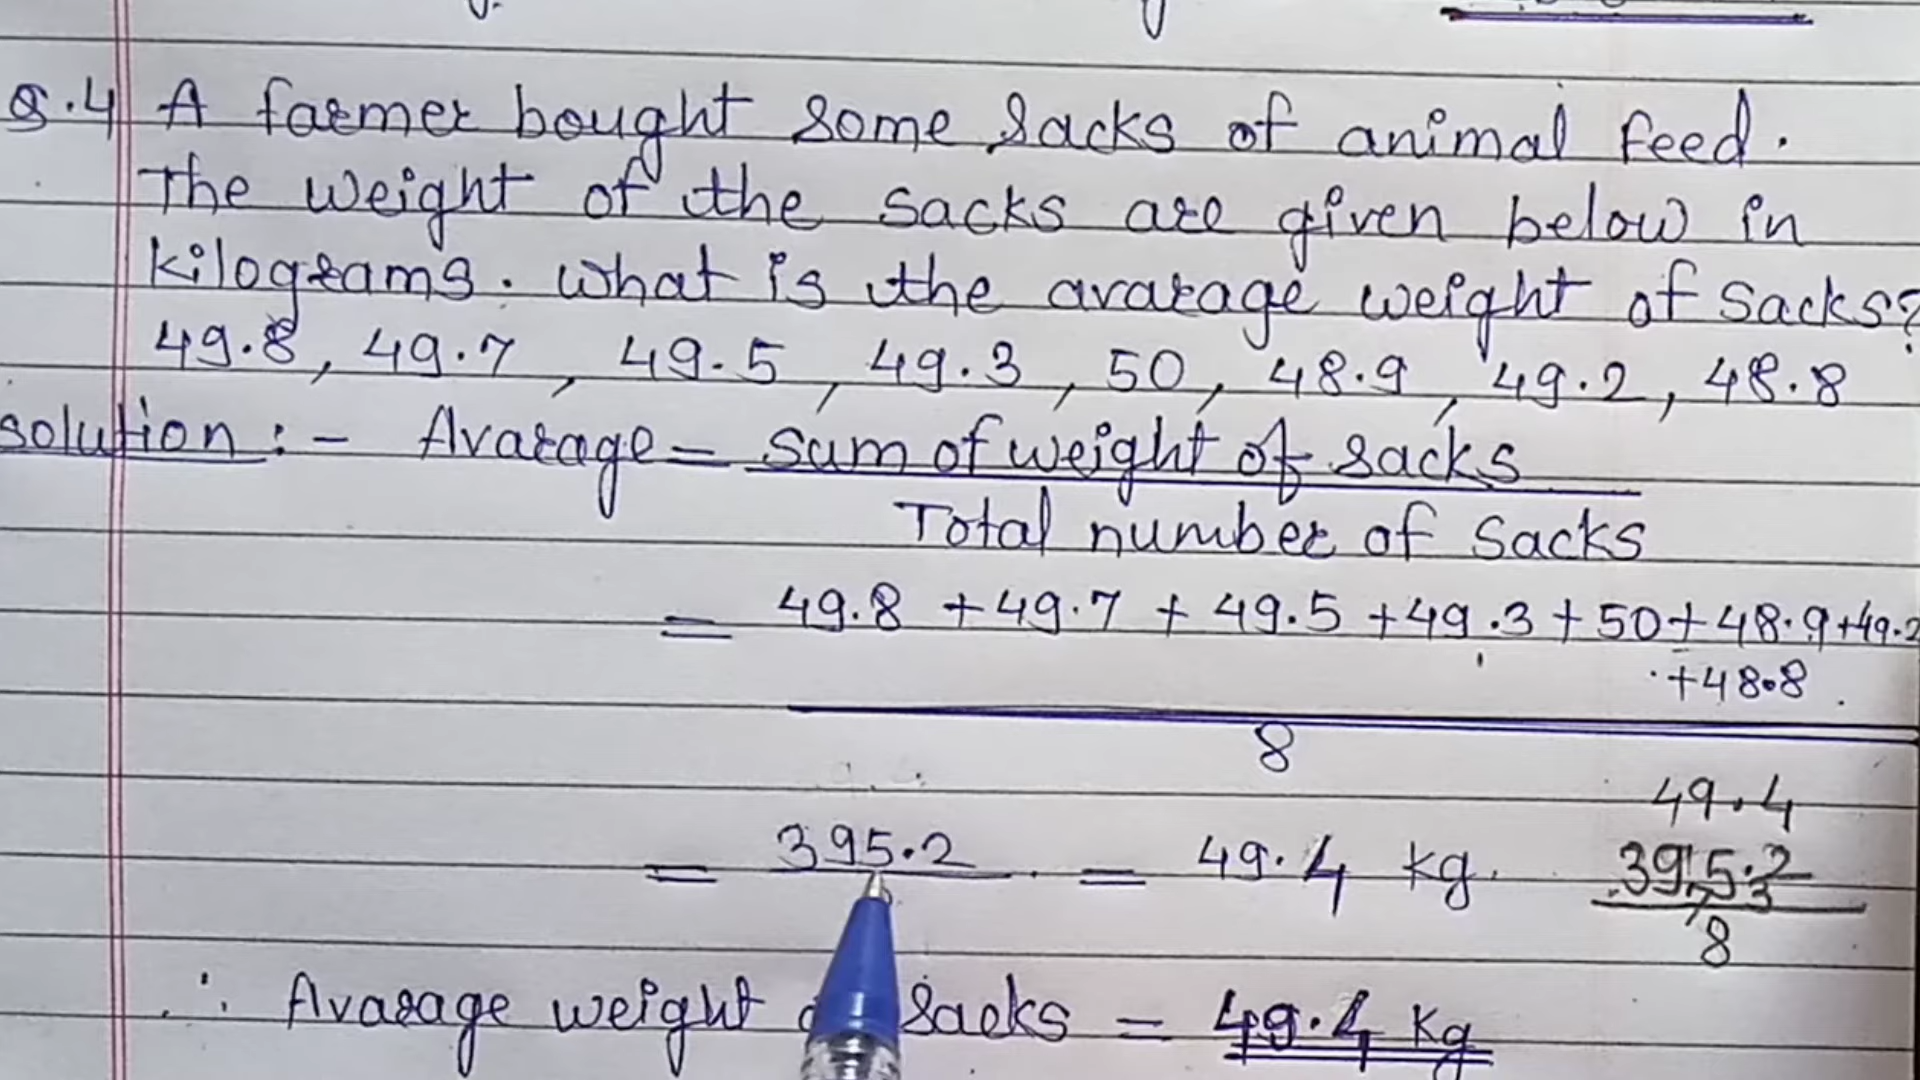 Q.4 A farmer bought some sacks of animal feed.
The weight of the sacks are given below in
kilograms. What is the avarage weight of sacks?
49.8, 49.7, 49.5, 49.3, 50, 48.9, 49.2, 48.8
Solution :- Avarage = Sum of weight of sacks
Total number of sacks
= 49.8 + 49.7 + 49.5 + 49.3 + 50 + 48.9 + 49.2
+ 48.8
8
49.4
= 395.2 = 49.4 kg. 395.2
8
∴ Avarage weight sacks = 49.4 kg